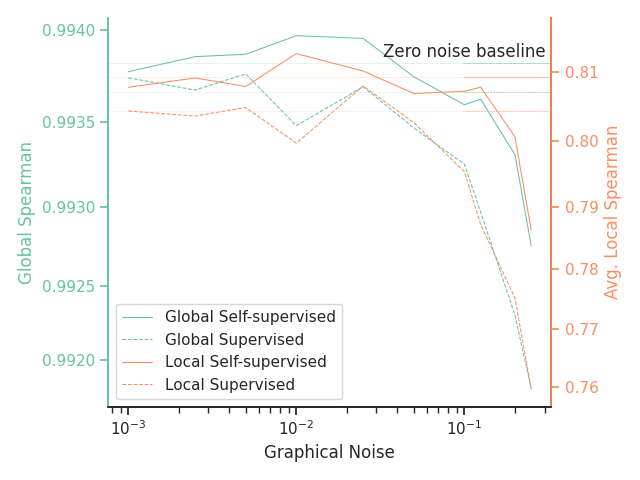 0.9940
0.9935
0.9930
0.9925
0.9920
Global Spearman
Zero noise baseline
0.81
0.80
0.79
0.78
0.77
0.76
Avg. Local Spearman
Global Self-supervised
Global Supervised
Local Self-supervised
Local Supervised
10⁻³
10⁻²
10⁻¹
Graphical Noise